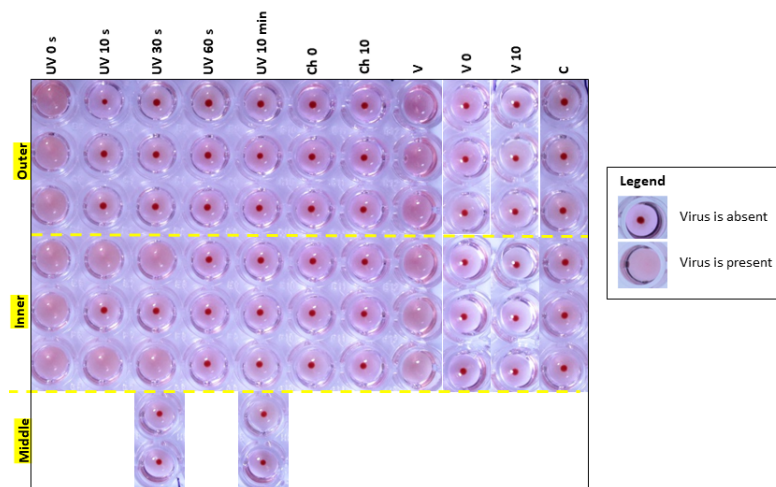 UV 0 s
UV 10 s
UV 30 s
UV 60 s
UV 10 min
Ch 0
Ch 10
V
V 0
V 10
C
Outer
Inner
Middle
Legend
Virus is absent
Virus is present